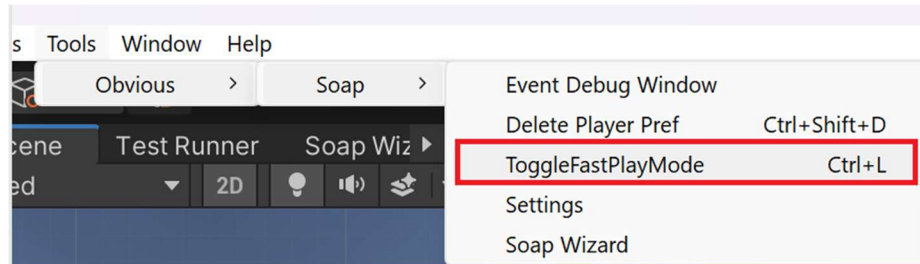 s Tools Window Help
Obvious > Soap > Event Debug Window
Delete Player Pref Ctrl+Shift+D
cene Test Runner Soap Wiz
ToggleFastPlayMode Ctrl+L
ed 2D
Settings
Soap Wizard